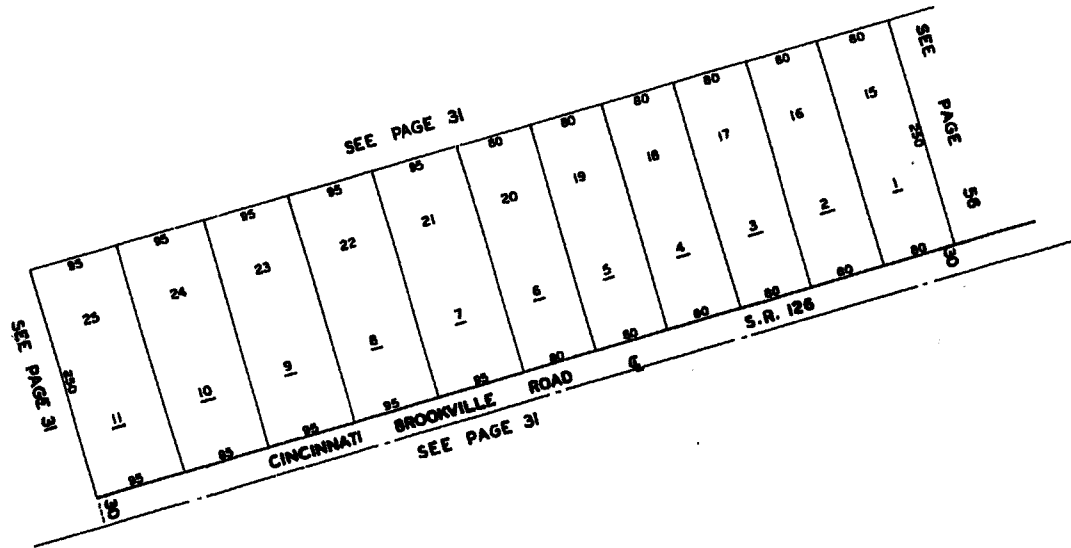 SEE PAGE 31
95 95 95 95 95 80 80 80 80 80 80
25 24 23 22 21 20 19 18 17 16 15
11 10 9 8 7 6 5 4 3 2 1
SEE PAGE 31
250
250
SEE PAGE 56
95 95 95 95 95 80 80 80 80 80 80
30
30
CINCINNATI BROOKVILLE ROAD
S.R. 126
SEE PAGE 31